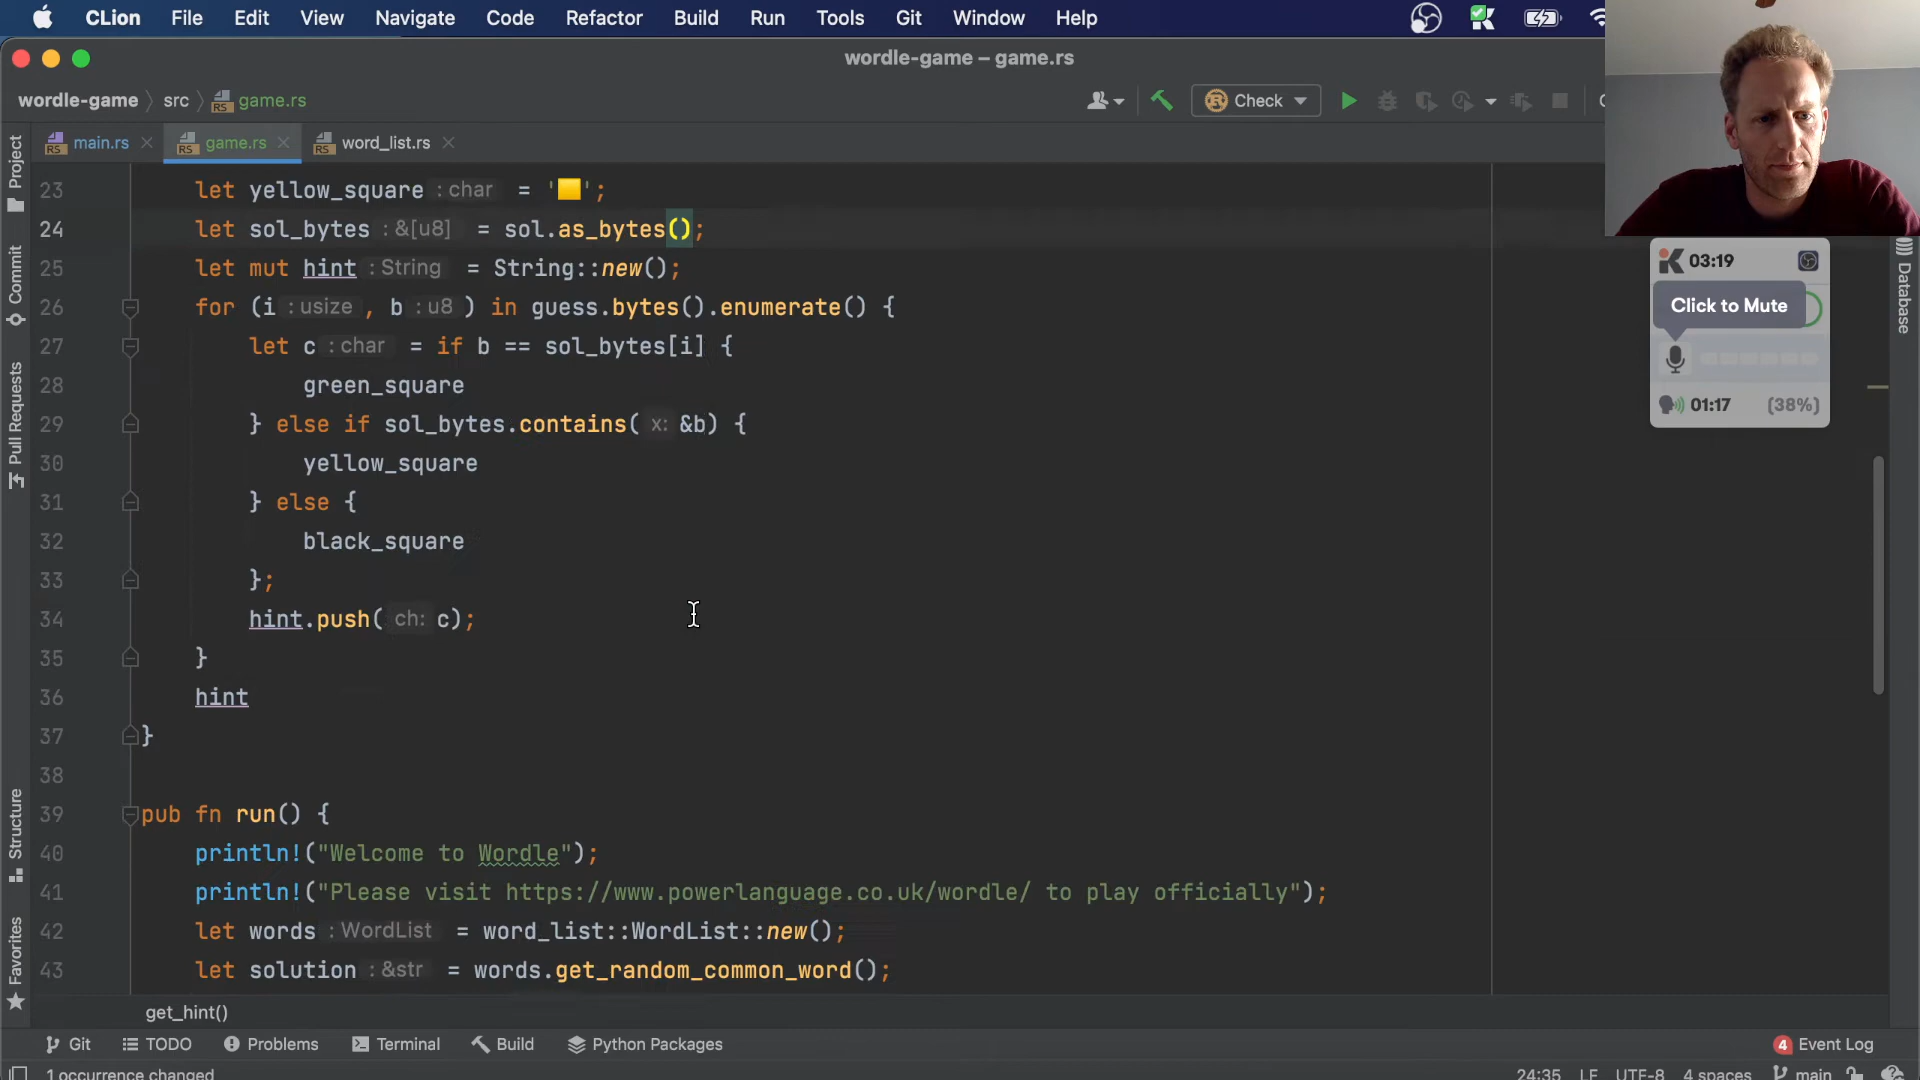 CLion File Edit View Navigate Code Refactor Build Run Tools Git Window Help
wordle-game – game.rs
wordle-game src game.rs
Check
main.rs game.rs word_list.rs
Project
Commit
Pull Requests
Structure
Favorites
Database
03:19
Click to Mute
01:17 (38%)
23 let yellow_square : char = '🟨';
24 let sol_bytes : &[u8] = sol.as_bytes();
25 let mut hint : String = String::new();
26 for (i : usize , b : u8 ) in guess.bytes().enumerate() {
27 let c : char = if b == sol_bytes[i] {
28 green_square
29 } else if sol_bytes.contains( x: &b) {
30 yellow_square
31 } else {
32 black_square
33 };
34 hint.push( ch: c);
35 }
36 hint
37 }
38
39 pub fn run() {
40 println!("Welcome to Wordle");
41 println!("Please visit https://www.powerlanguage.co.uk/wordle/ to play officially");
42 let words : WordList = word_list::WordList::new();
43 let solution : &str = words.get_random_common_word();
get_hint()
Git TODO Problems Terminal Build Python Packages 4 Event Log
1 occurrence changed 24:35 LF UTF-8 4 spaces main